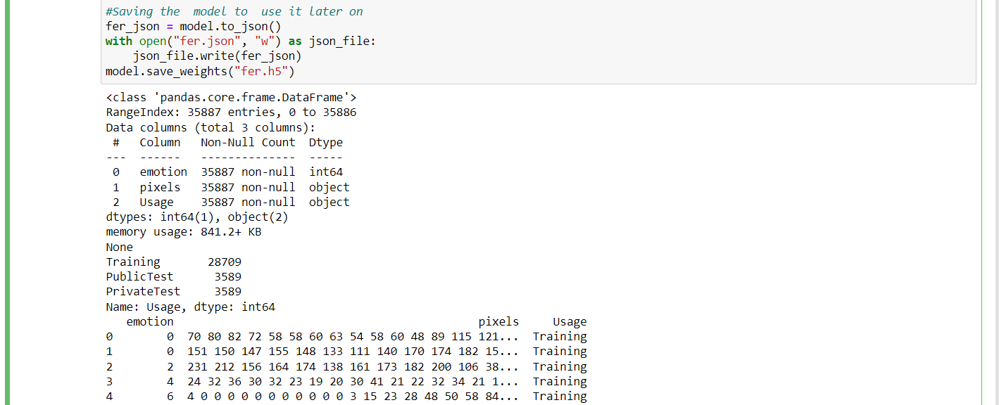 #Saving the  model to  use it later on
fer_json = model.to_json()
with open("fer.json", "w") as json_file:
    json_file.write(fer_json)
model.save_weights("fer.h5")
<class 'pandas.core.frame.DataFrame'>
RangeIndex: 35887 entries, 0 to 35886
Data columns (total 3 columns):
 #   Column   Non-Null Count  Dtype
---  ------   --------------  -----
 0   emotion  35887 non-null  int64
 1   pixels   35887 non-null  object
 2   Usage    35887 non-null  object
dtypes: int64(1), object(2)
memory usage: 841.2+ KB
None
Training       28709
PublicTest      3589
PrivateTest     3589
Name: Usage, dtype: int64
   emotion                                             pixels     Usage
0        0  70 80 82 72 58 58 60 63 54 58 60 48 89 115 121...  Training
1        0  151 150 147 155 148 133 111 140 170 174 182 15...  Training
2        2  231 212 156 164 174 138 161 173 182 200 106 38...  Training
3        4  24 32 36 30 32 23 19 20 30 41 21 22 32 34 21 1...  Training
4        6  4 0 0 0 0 0 0 0 0 0 0 0 3 15 23 28 48 50 58 84...  Training